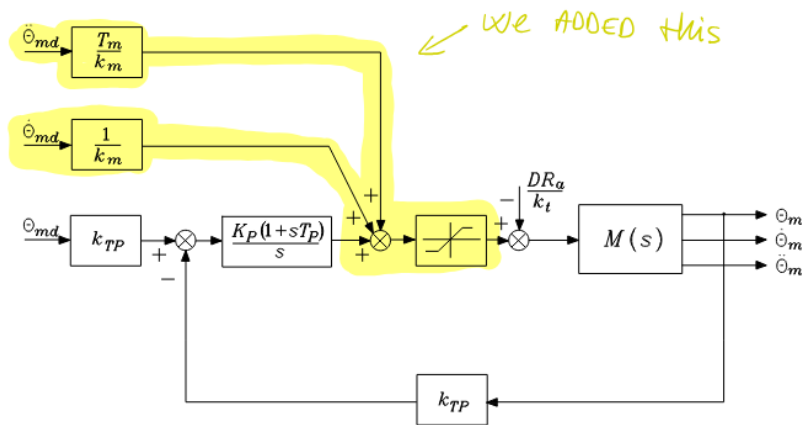 we ADDED this
Θ̈md Tm/km
Θ̇md 1/km
+ + − DRa/kt
Θmd kTP + − KP(1+sTP)/s + + M(s) Θm
Θ̇m
Θ̈m
kTP